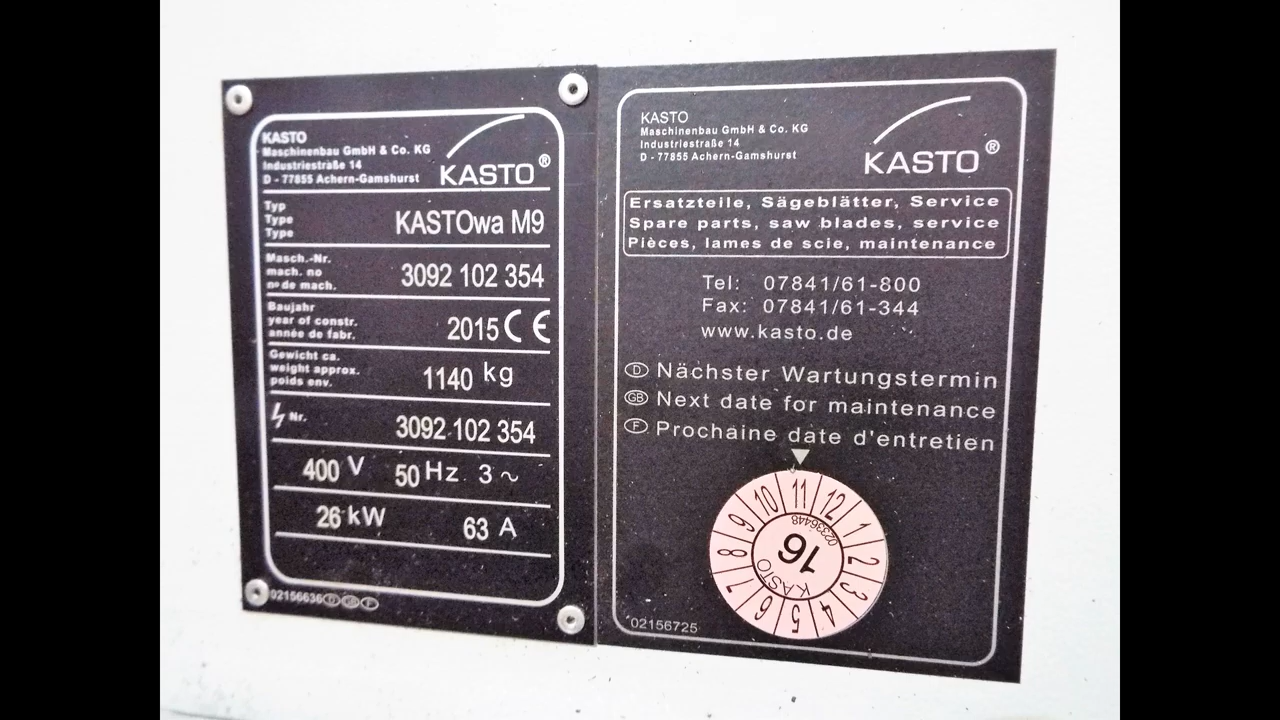 KASTO
Maschinenbau GmbH & Co. KG
Industriestraße 14
D - 77855 Achern-Gamshurst
KASTO®
Typ
Type
Type
KASTOwa M9
Masch.-Nr.
mach. no
nº de mach.
3092 102 354
Baujahr
year of constr.
année de fabr.
2015 CE
Gewicht ca.
weight approx.
poids env.
1140 kg
Nr.
3092 102 354
400 V 50 Hz 3 ~
26 kW 63 A
02156636 D GB F
KASTO
Maschinenbau GmbH & Co. KG
Industriestraße 14
D - 77855 Achern-Gamshurst
KASTO®
Ersatzteile, Sägeblätter, Service
Spare parts, saw blades, service
Pièces, lames de scie, maintenance
Tel: 07841/61-800
Fax: 07841/61-344
www.kasto.de
D Nächster Wartungstermin
GB Next date for maintenance
F Prochaine date d'entretien
1 2 3 4 5 6 7 8 9 10 11 12
02336448
16
KASTO
02156725